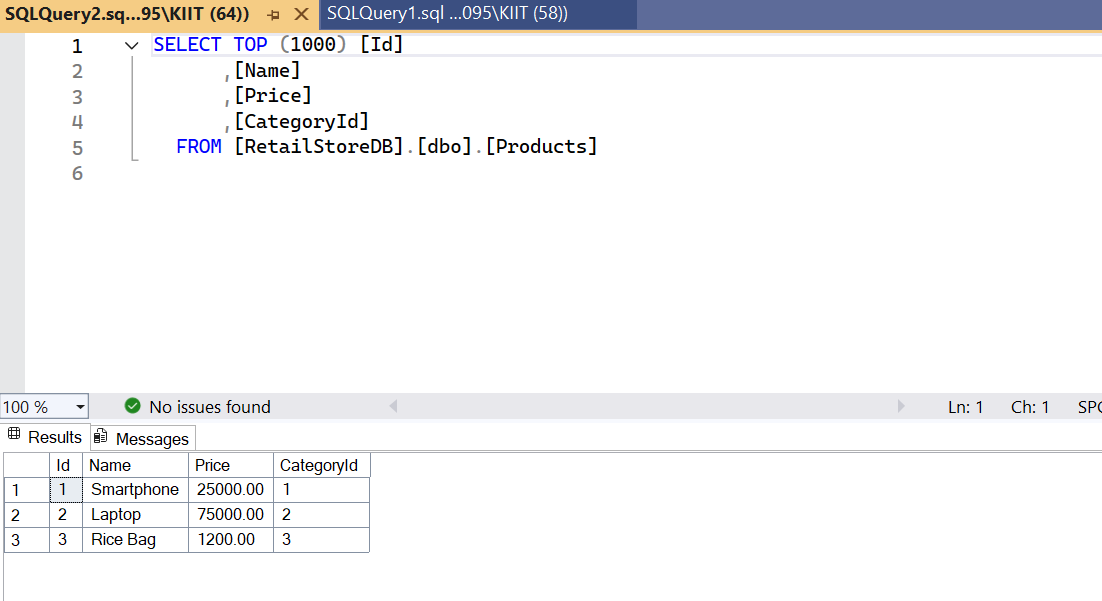 SQLQuery2.sq...95\KIIT (64)) SQLQuery1.sql ...095\KIIT (58))
1 SELECT TOP (1000) [Id]
2 ,[Name]
3 ,[Price]
4 ,[CategoryId]
5 FROM [RetailStoreDB].[dbo].[Products]
6
100 % No issues found Ln: 1 Ch: 1 SPC
Results Messages
Id Name Price CategoryId
1 1 Smartphone 25000.00 1
2 2 Laptop 75000.00 2
3 3 Rice Bag 1200.00 3